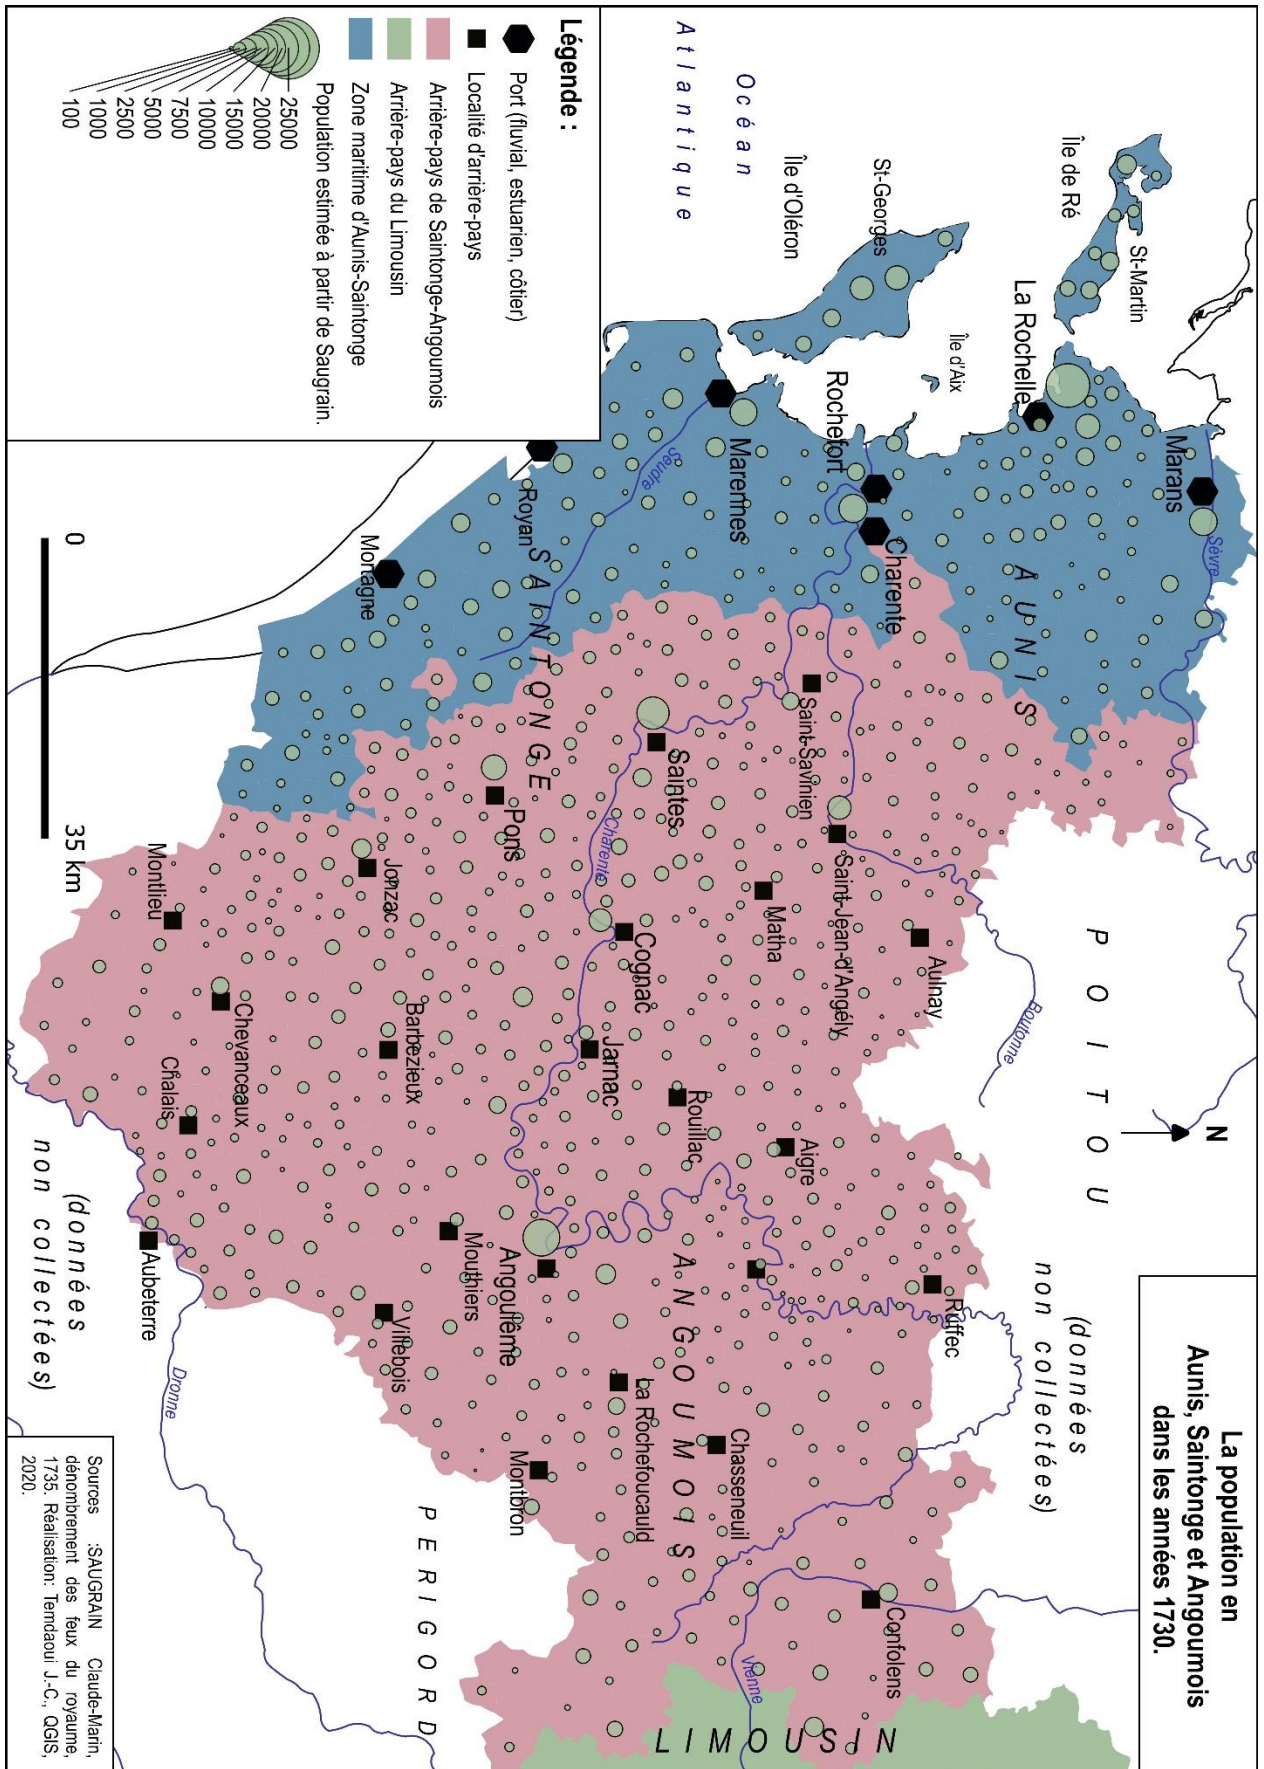 La population en
Aunis, Saintonge et Angoumois
dans les années 1730.
N
P O I T O U
(données
non collectées)
Sèvre
Marans
Île de Ré
St-Martin
La Rochelle
A U N I S
Île d'Aix
St-Georges
Île d'Oléron
Océan
Atlantique
Rochefort
Charente
Boutonne
Aulnay
Ruffec
Confolens
Saint-Savinien
Saint-Jean-d'Angély
Matha
Aigre
Marennes
Seudre
Saintes
Charente
Cognac
Jarnac
Rouillac
A N G O U M O I S
Chasseneuil
La Rochefoucauld
Vienne
L I M O U S I N
Royan
S A I N T O N G E
Pons
Angoulême
Montbron
Mortagne
Jonzac
Barbezieux
Mouthiers
Villebois
P E R I G O R D
Montlieu
Chevanceaux
Chalais
Aubeterre
Dronne
(données
non collectées)
Légende :
Port (fluvial, estuarien, côtier)
Localité d'arrière-pays
Arrière-pays de Saintonge-Angoumois
Arrière-pays du Limousin
Zone maritime d'Aunis-Saintonge
Population estimée à partir de Saugrain.
25000
20000
15000
10000
7500
5000
2500
1000
100
0
35 km
Sources :SAUGRAIN Claude-Marin,
dénombrement des feux du royaume,
1735. Réalisation: Temdaoui J.-C., QGIS,
2020.